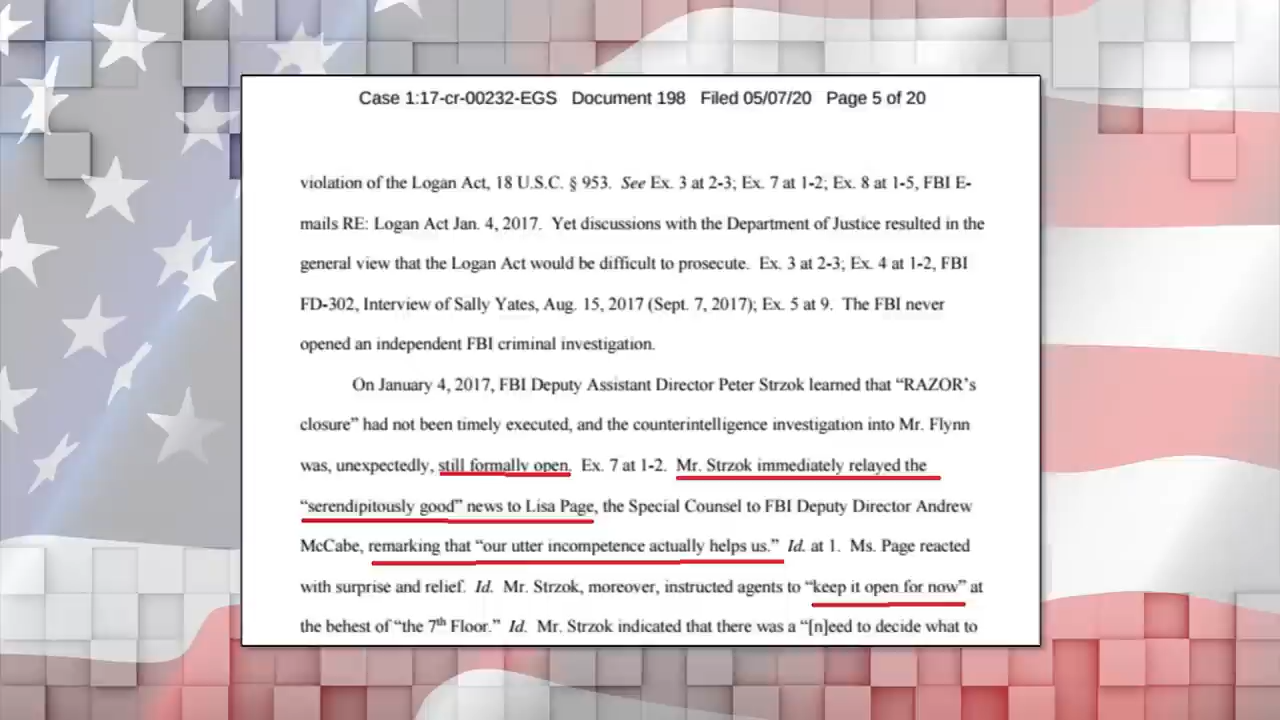 Case 1:17-cr-00232-EGS Document 198 Filed 05/07/20 Page 5 of 20
violation of the Logan Act, 18 U.S.C. § 953. See Ex. 3 at 2-3; Ex. 7 at 1-2; Ex. 8 at 1-5, FBI E-
mails RE: Logan Act Jan. 4, 2017. Yet discussions with the Department of Justice resulted in the
general view that the Logan Act would be difficult to prosecute. Ex. 3 at 2-3; Ex. 4 at 1-2, FBI
FD-302, Interview of Sally Yates, Aug. 15, 2017 (Sept. 7, 2017); Ex. 5 at 9. The FBI never
opened an independent FBI criminal investigation.
On January 4, 2017, FBI Deputy Assistant Director Peter Strzok learned that “RAZOR’s
closure” had not been timely executed, and the counterintelligence investigation into Mr. Flynn
was, unexpectedly, still formally open. Ex. 7 at 1-2. Mr. Strzok immediately relayed the
“serendipitously good” news to Lisa Page, the Special Counsel to FBI Deputy Director Andrew
McCabe, remarking that “our utter incompetence actually helps us.” Id. at 1. Ms. Page reacted
with surprise and relief. Id. Mr. Strzok, moreover, instructed agents to “keep it open for now” at
the behest of “the 7th Floor.” Id. Mr. Strzok indicated that there was a “[n]eed to decide what to